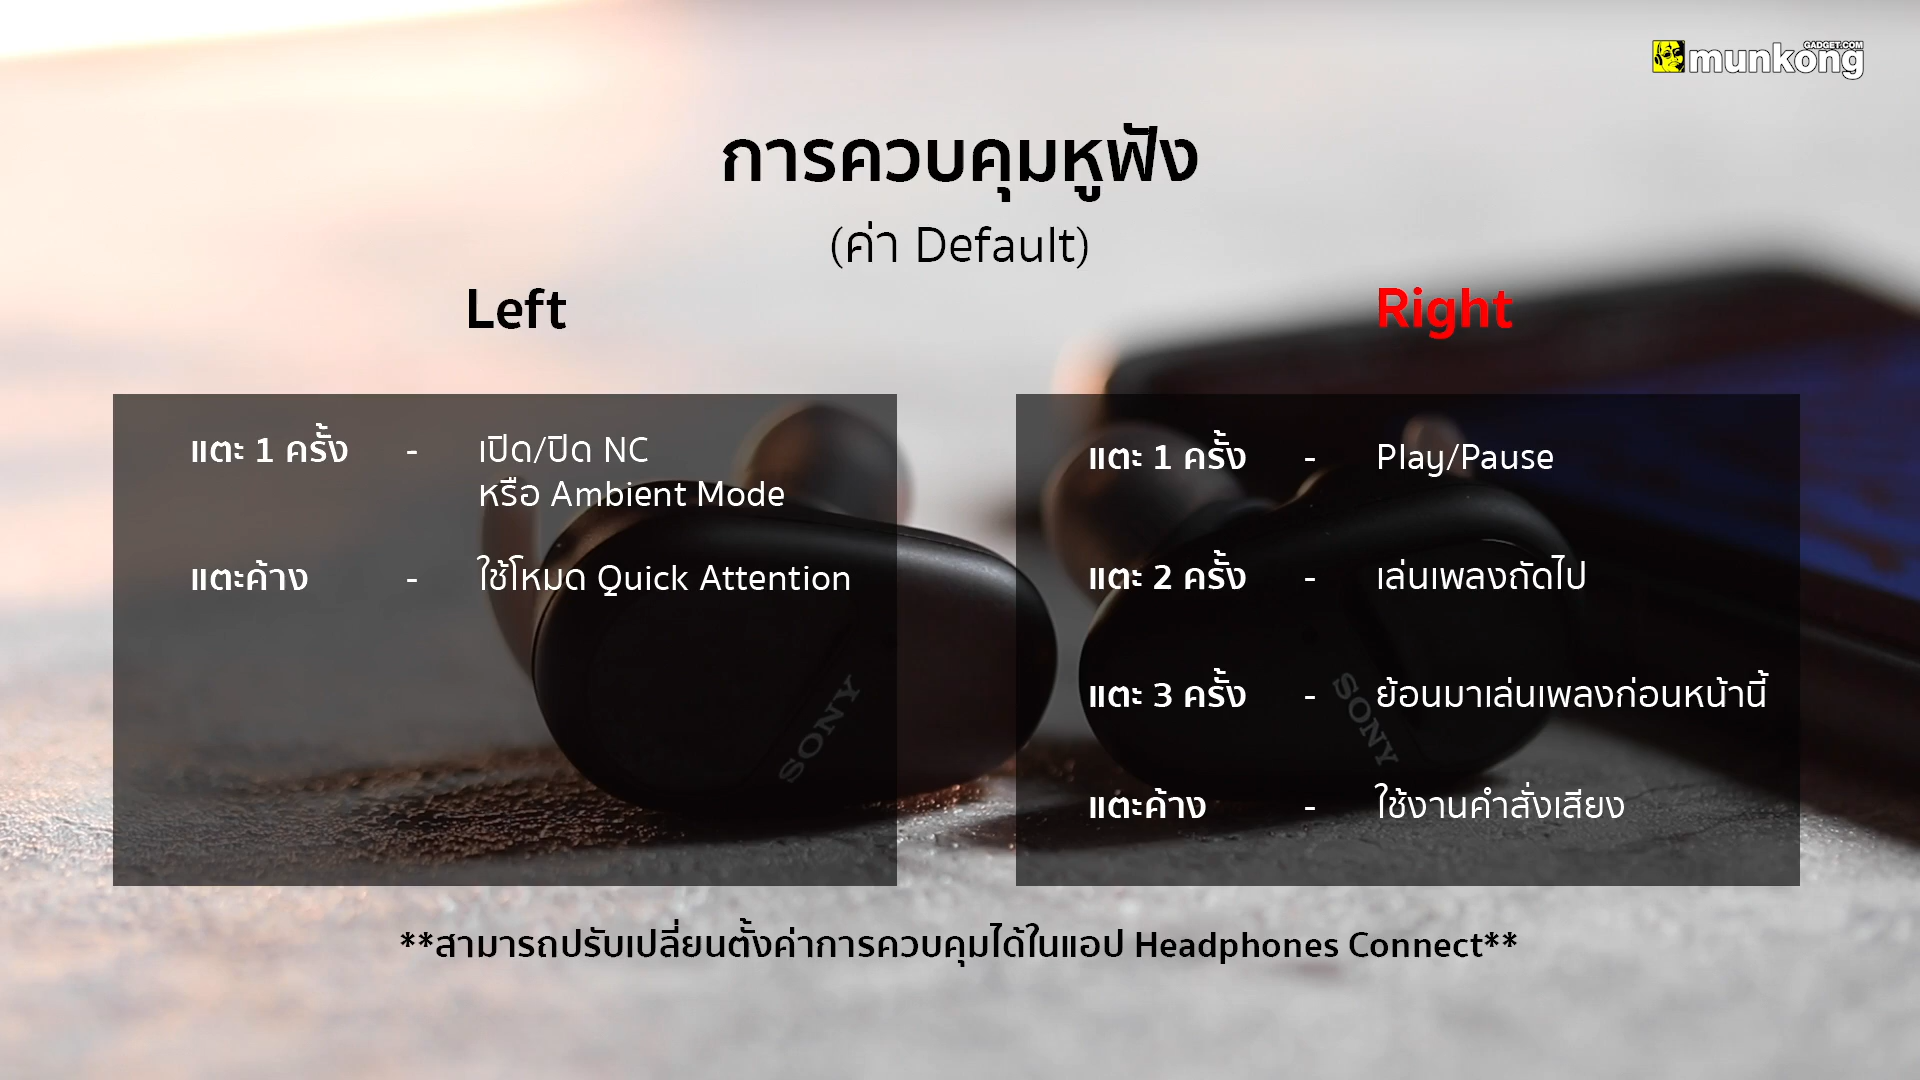 munkong
GADGET.COM
การควบคุมหูฟัง
(ค่า Default)
Left
แตะ 1 ครั้ง - เปิด/ปิด NC
หรือ Ambient Mode
แตะค้าง - ใช้โหมด Quick Attention
SONY
Right
แตะ 1 ครั้ง - Play/Pause
แตะ 2 ครั้ง - เล่นเพลงถัดไป
แตะ 3 ครั้ง - ย้อนมาเล่นเพลงก่อนหน้านี้
แตะค้าง - ใช้งานคำสั่งเสียง
SONY
**สามารถปรับเปลี่ยนตั้งค่าการควบคุมได้ในแอป Headphones Connect**